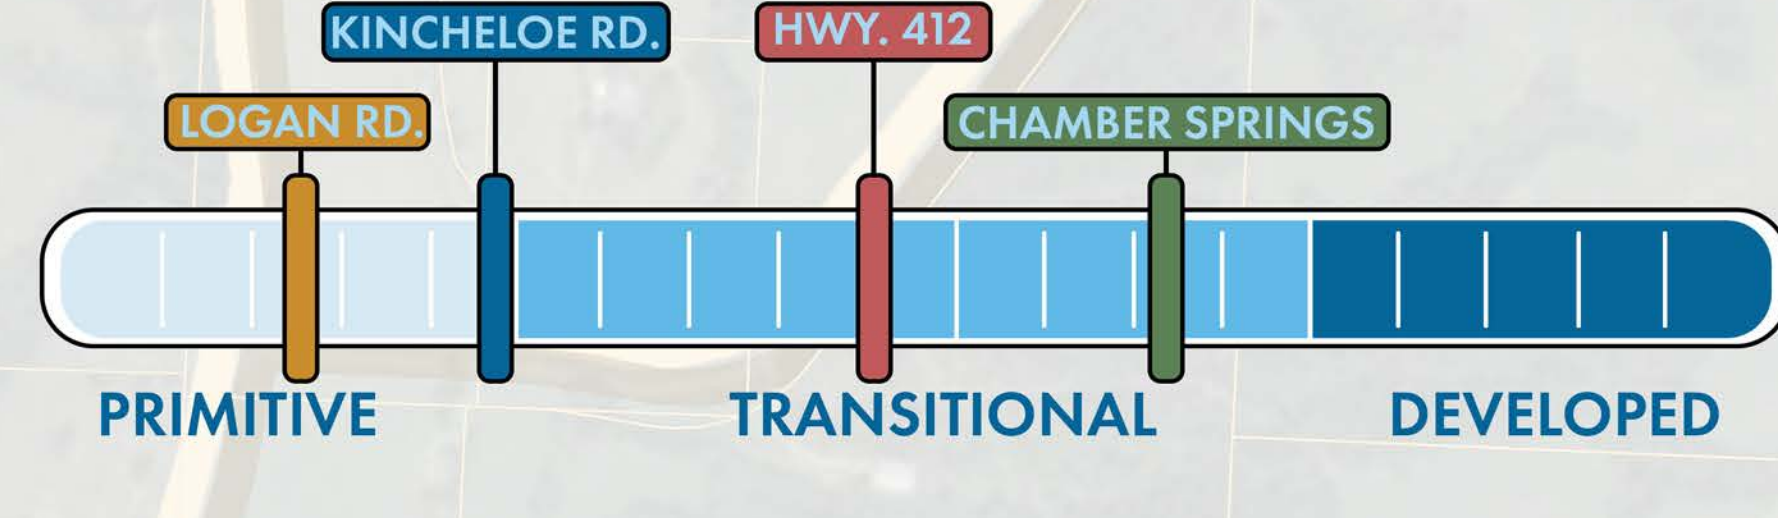 KINCHELOE RD.
HWY. 412
LOGAN RD.
CHAMBER SPRINGS
PRIMITIVE
TRANSITIONAL
DEVELOPED